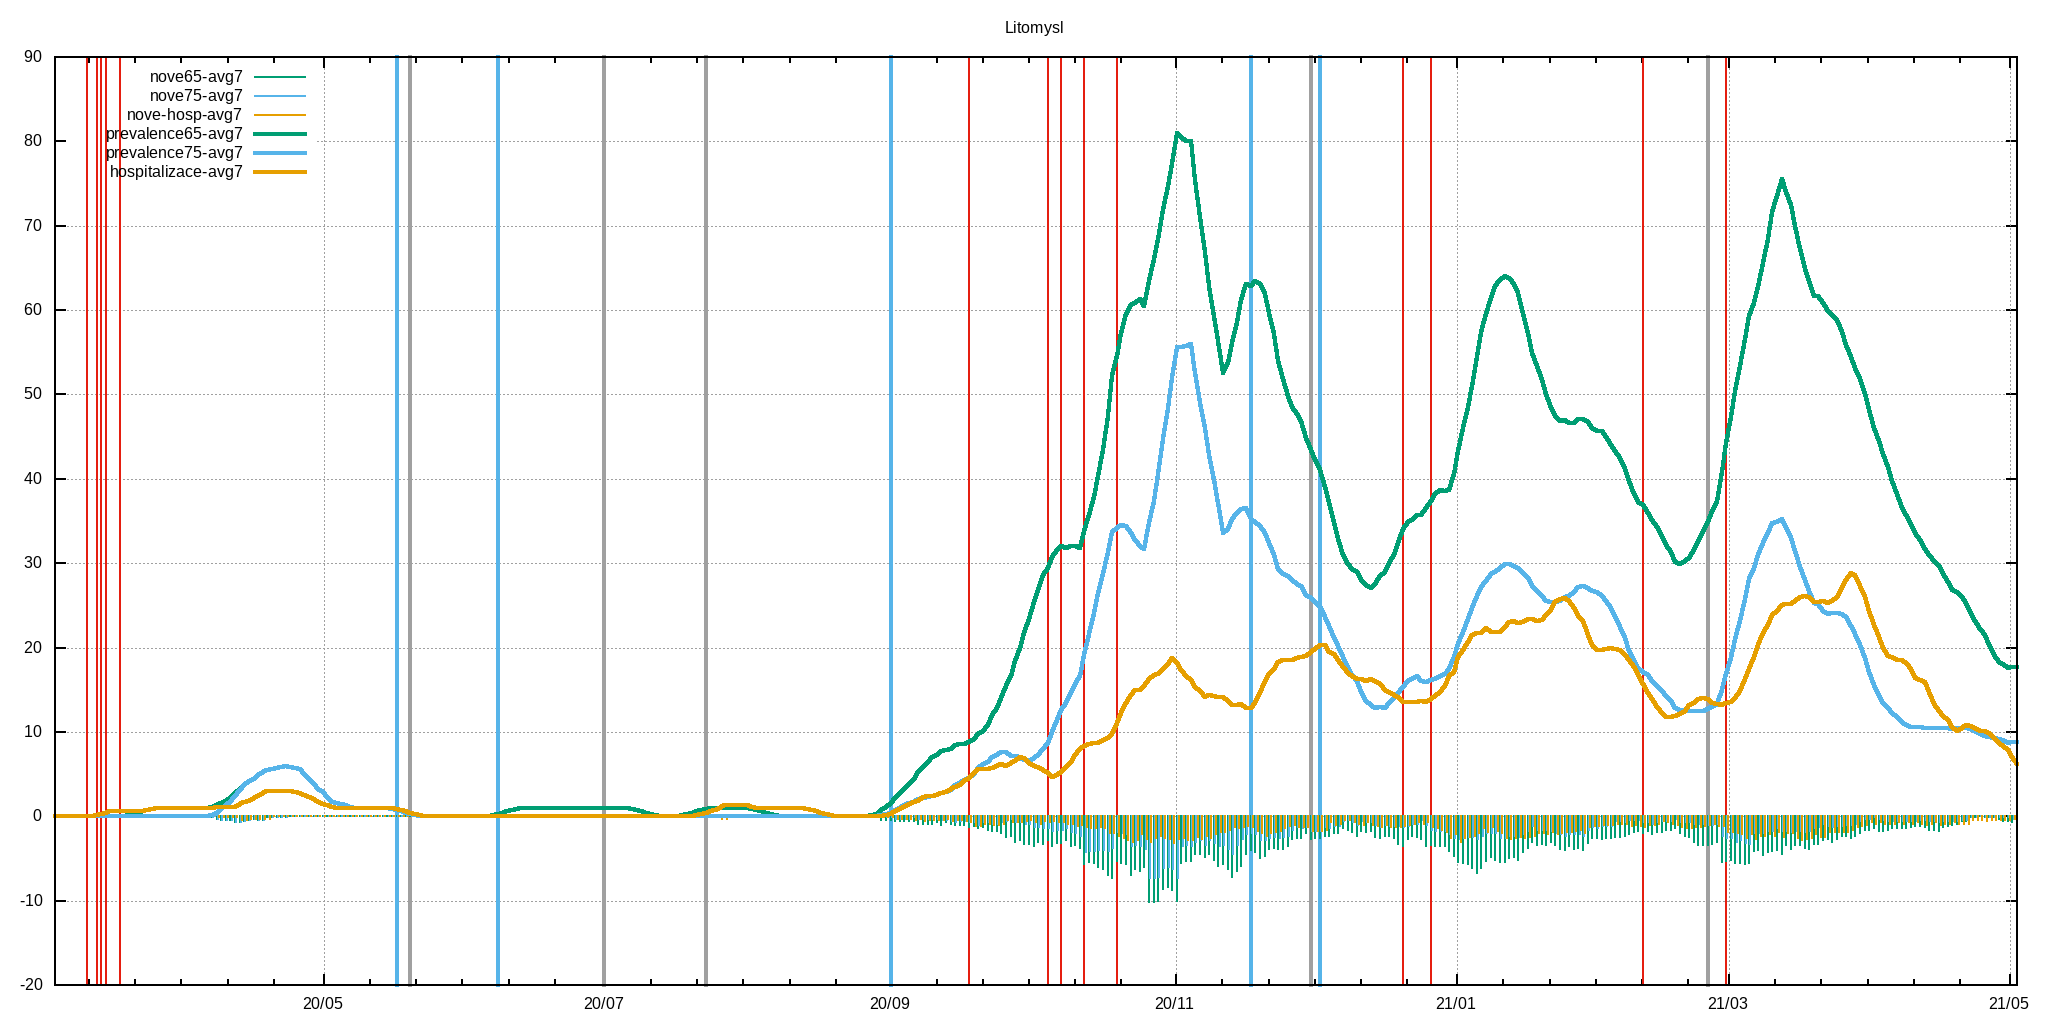 Litomysl
90
80
70
60
50
40
30
20
10
0
-10
-20
nove65-avg7
nove75-avg7
nove-hosp-avg7
prevalence65-avg7
prevalence75-avg7
hospitalizace-avg7
20/05 20/07 20/09 20/11 21/01 21/03 21/05